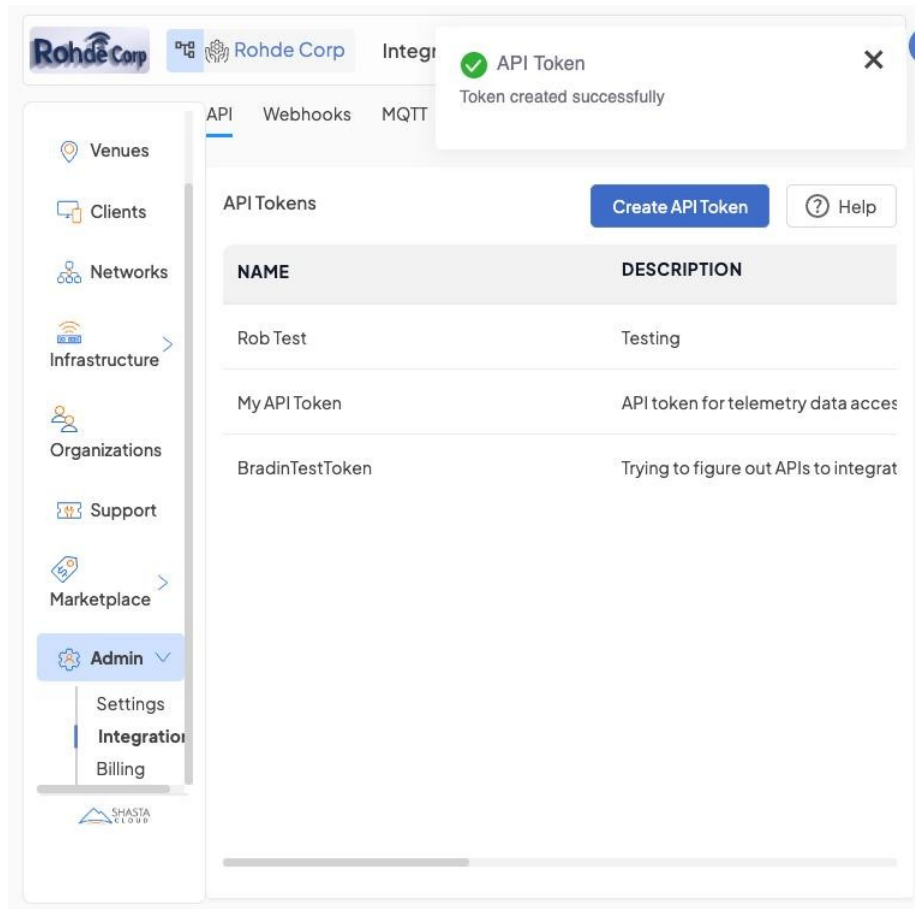 Rohde Corp
Rohde Corp
Integr
API Token
Token created successfully
API Webhooks MQTT
Venues
Clients
Networks
Infrastructure
Organizations
Support
Marketplace
Admin
Settings
Integration
Billing
SHASTA
CLOUD
API Tokens
Create API Token
Help
NAME DESCRIPTION
Rob Test Testing
My API Token API token for telemetry data acces
BradinTestToken Trying to figure out APIs to integrat